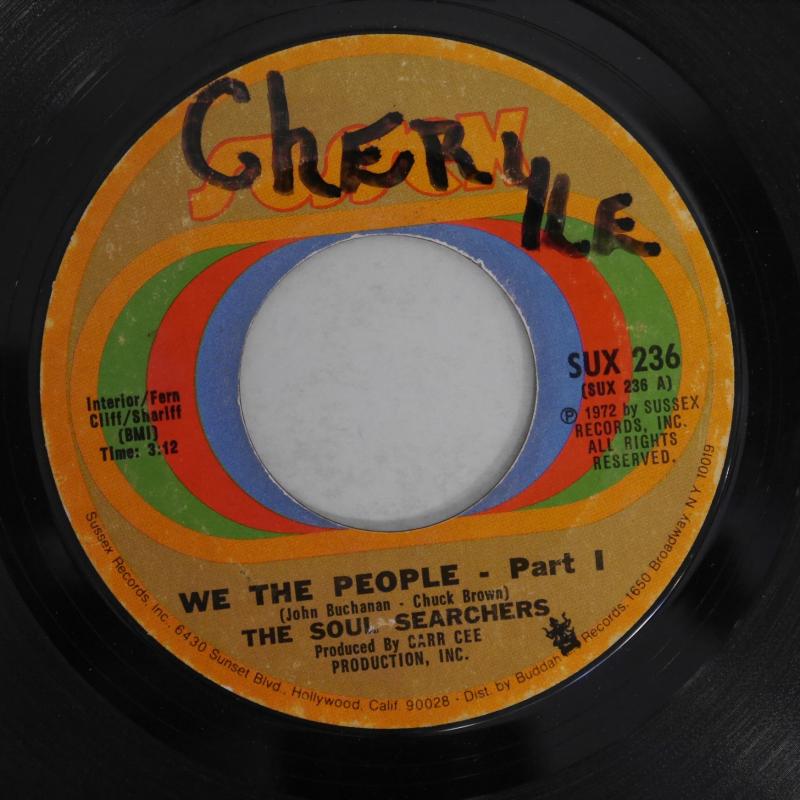 CHERYLLE
SUSSEX
Interior/Fern
Cliff/Shariff
(BMI)
Time: 3:12
SUX 236
(SUX 236 A)
℗ 1972 by SUSSEX
RECORDS, INC.
ALL RIGHTS
RESERVED.
WE THE PEOPLE - Part I
(John Buchanan - Chuck Brown)
THE SOUL SEARCHERS
Produced By CARR CEE
PRODUCTION, INC.
Sussex Records, Inc. 6430 Sunset Blvd., Hollywood, Calif. 90028 - Dist. by Buddah Records, 1650 Broadway, N Y 10019